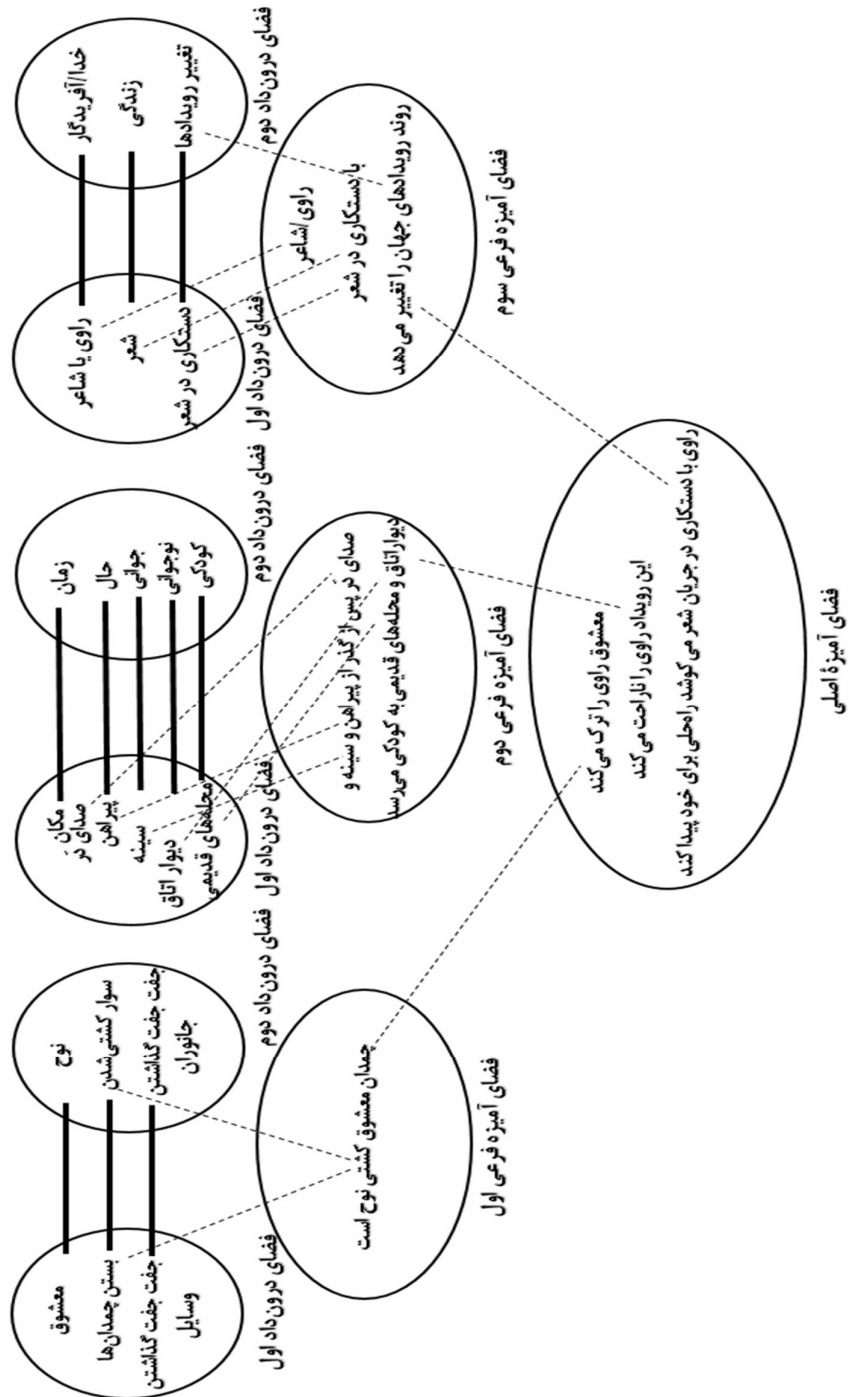 معشوق
بستن چمدان‌ها
جفت جفت گذاشتن
وسایل
فضای درون‌داد اول
نوح
سوار کشتی شدن
جفت جفت گذاشتن
جانوران
فضای درون‌داد دوم
چمدان معشوق کشتی نوح است
فضای آمیزه فرعی اول
مکان
صدای در
پیراهن
سینه
دیوار اتاق
محله‌های قدیمی
فضای درون‌داد اول
زمان
حال
جوانی
نوجوانی
کودکی
فضای درون‌داد دوم
صدای در پس از گذر از پیراهن و سینه و
دیوار اتاق و محله‌های قدیمی به کودکی می‌رسد
فضای آمیزه فرعی دوم
راوی یا شاعر
شعر
دستکاری در شعر
فضای درون‌داد اول
خدا/آفریدگار
زندگی
تغییر رویدادها
فضای درون‌داد دوم
راوی/شاعر
با دستکاری در شعر
روند رویدادهای جهان را تغییر می‌دهد
فضای آمیزه فرعی سوم
معشوق راوی را ترک می‌کند
این رویداد راوی را ناراحت می‌کند
راوی با دستکاری در جریان شعر می‌کوشد راه‌حلی برای خود پیدا کند
فضای آمیزهٔ اصلی